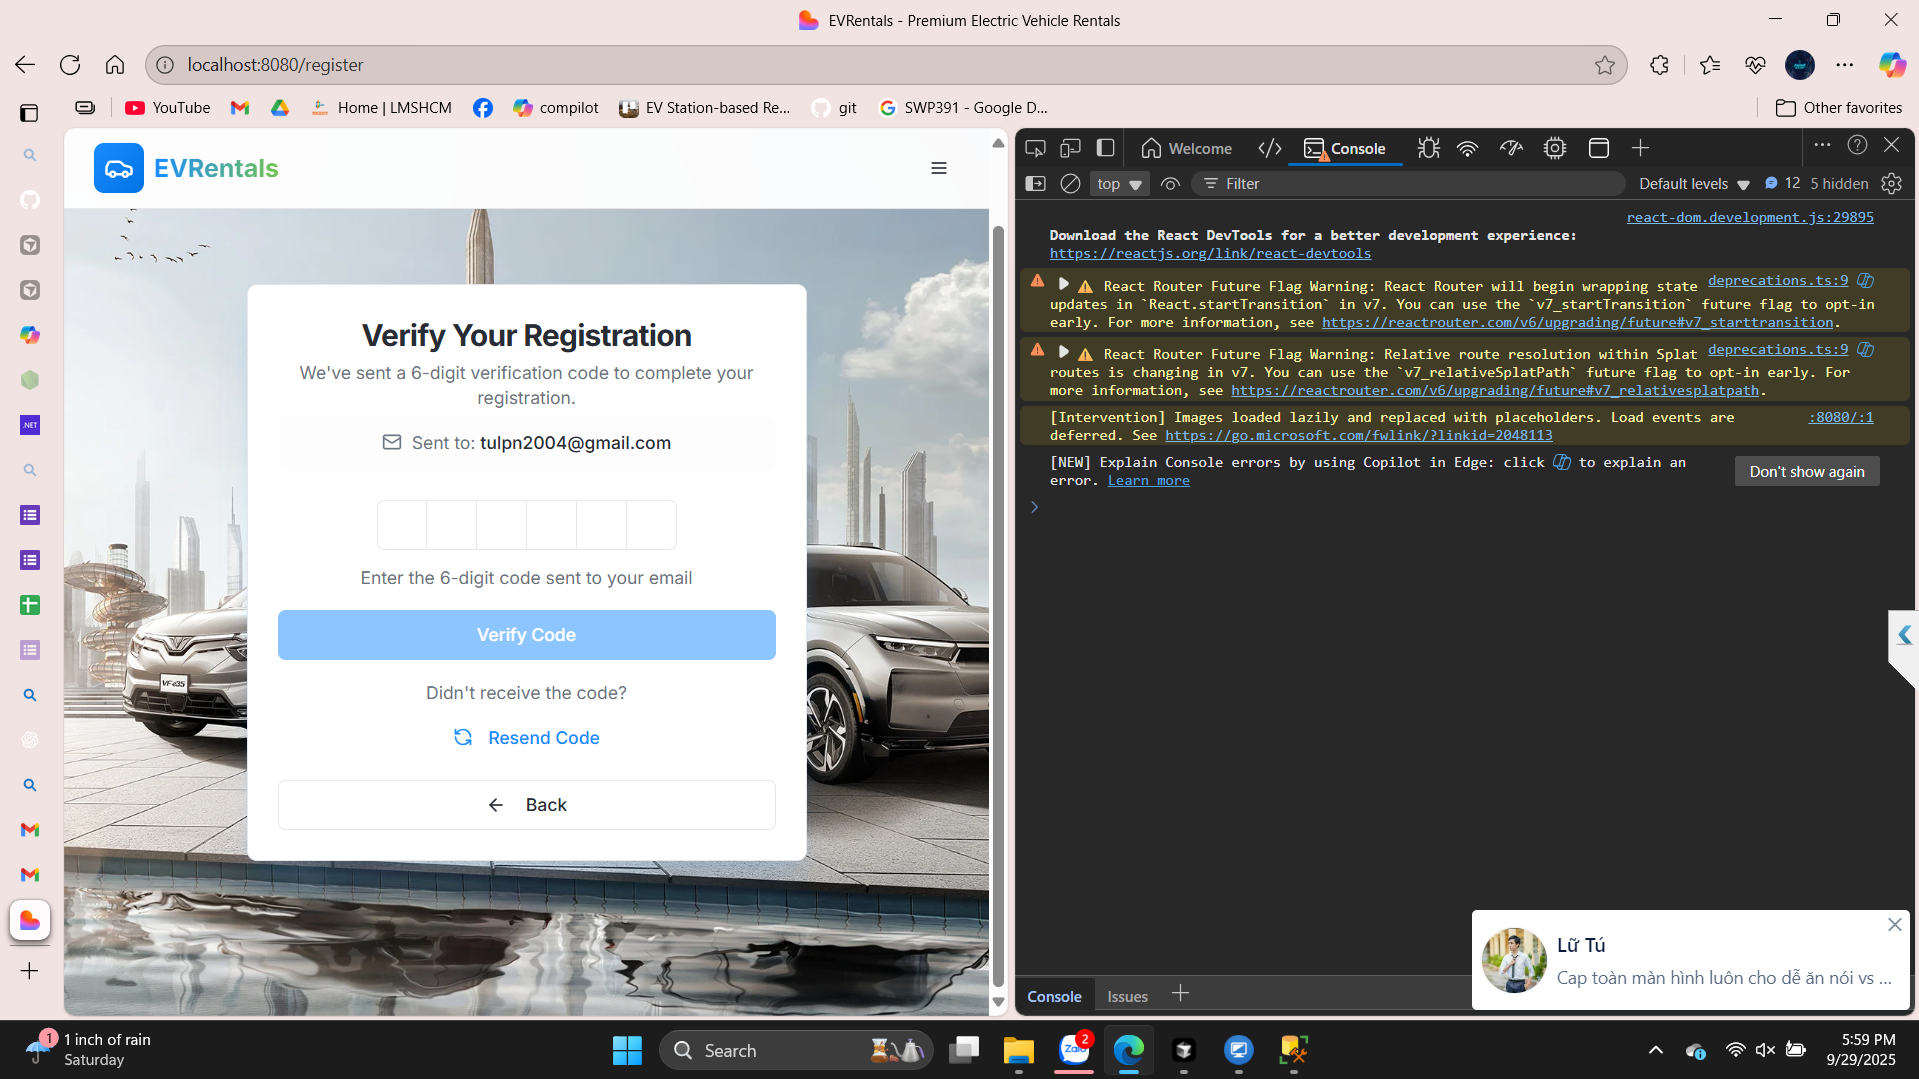 EVRentals - Premium Electric Vehicle Rentals
localhost:8080/register
YouTube
Home | LMSHCM
compilot
EV Station-based Re...
git
SWP391 - Google D...
Other favorites
EVRentals
Verify Your Registration
We've sent a 6-digit verification code to complete your
registration.
Sent to: tulpn2004@gmail.com
Enter the 6-digit code sent to your email
Verify Code
Didn't receive the code?
Resend Code
Back
VFe35
.NET
Welcome
Console
top
Filter
Default levels
12
5 hidden
react-dom.development.js:29895
Download the React DevTools for a better development experience:
https://reactjs.org/link/react-devtools
React Router Future Flag Warning: React Router will begin wrapping state
deprecations.ts:9
updates in `React.startTransition` in v7. You can use the `v7_startTransition` future flag to opt-in
early. For more information, see https://reactrouter.com/v6/upgrading/future#v7_starttransition.
React Router Future Flag Warning: Relative route resolution within Splat
deprecations.ts:9
routes is changing in v7. You can use the `v7_relativeSplatPath` future flag to opt-in early. For
more information, see https://reactrouter.com/v6/upgrading/future#v7_relativesplatpath.
[Intervention] Images loaded lazily and replaced with placeholders. Load events are
:8080/:1
deferred. See https://go.microsoft.com/fwlink/?linkid=2048113
[NEW] Explain Console errors by using Copilot in Edge: click to explain an
error. Learn more
Don't show again
Console
Issues
Lữ Tú
Cap toàn màn hình luôn cho dễ ăn nói vs ...
1
1 inch of rain
Saturday
Search
Zalo
2
5:59 PM
9/29/2025